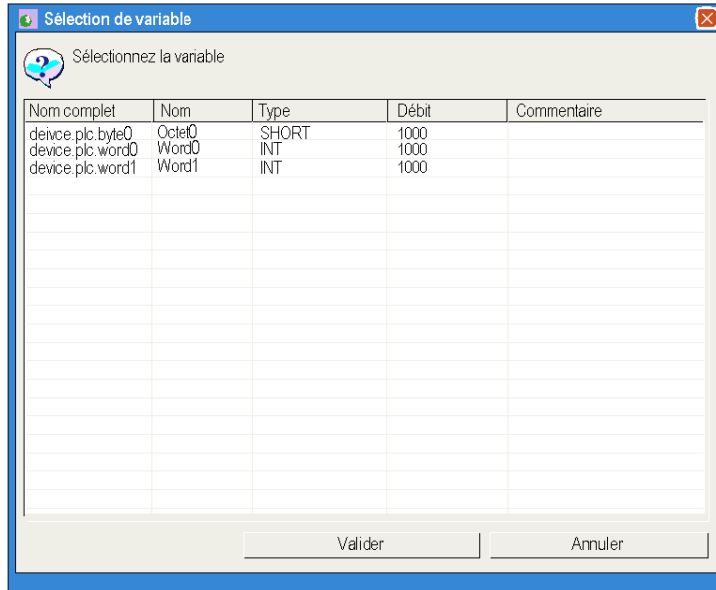 Sélection de variable
Sélectionnez la variable
Nom complet Nom Type Débit Commentaire
deivce.plc.byte0 Octet0 SHORT 1000
device.plc.word0 Word0 INT 1000
device.plc.word1 Word1 INT 1000
Valider Annuler